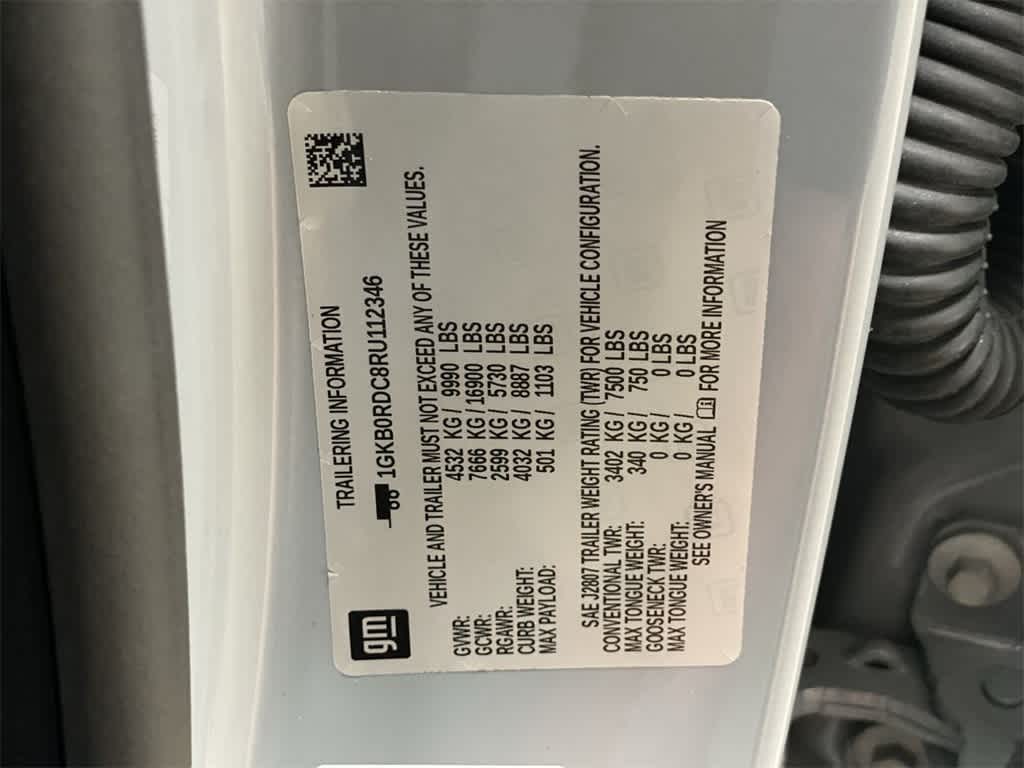 gm
TRAILERING INFORMATION
1GKB0RDC8RU112346
VEHICLE AND TRAILER MUST NOT EXCEED ANY OF THESE VALUES.
GVWR: 4532 KG / 9990 LBS
GCWR: 7666 KG / 16900 LBS
RGAWR: 2599 KG / 5730 LBS
CURB WEIGHT: 4032 KG / 8887 LBS
MAX PAYLOAD: 501 KG / 1103 LBS
SAE J2807 TRAILER WEIGHT RATING (TWR) FOR VEHICLE CONFIGURATION.
CONVENTIONAL TWR: 3402 KG / 7500 LBS
MAX TONGUE WEIGHT: 340 KG / 750 LBS
GOOSENECK TWR: 0 KG / 0 LBS
MAX TONGUE WEIGHT: 0 KG / 0 LBS
SEE OWNER'S MANUAL FOR MORE INFORMATION